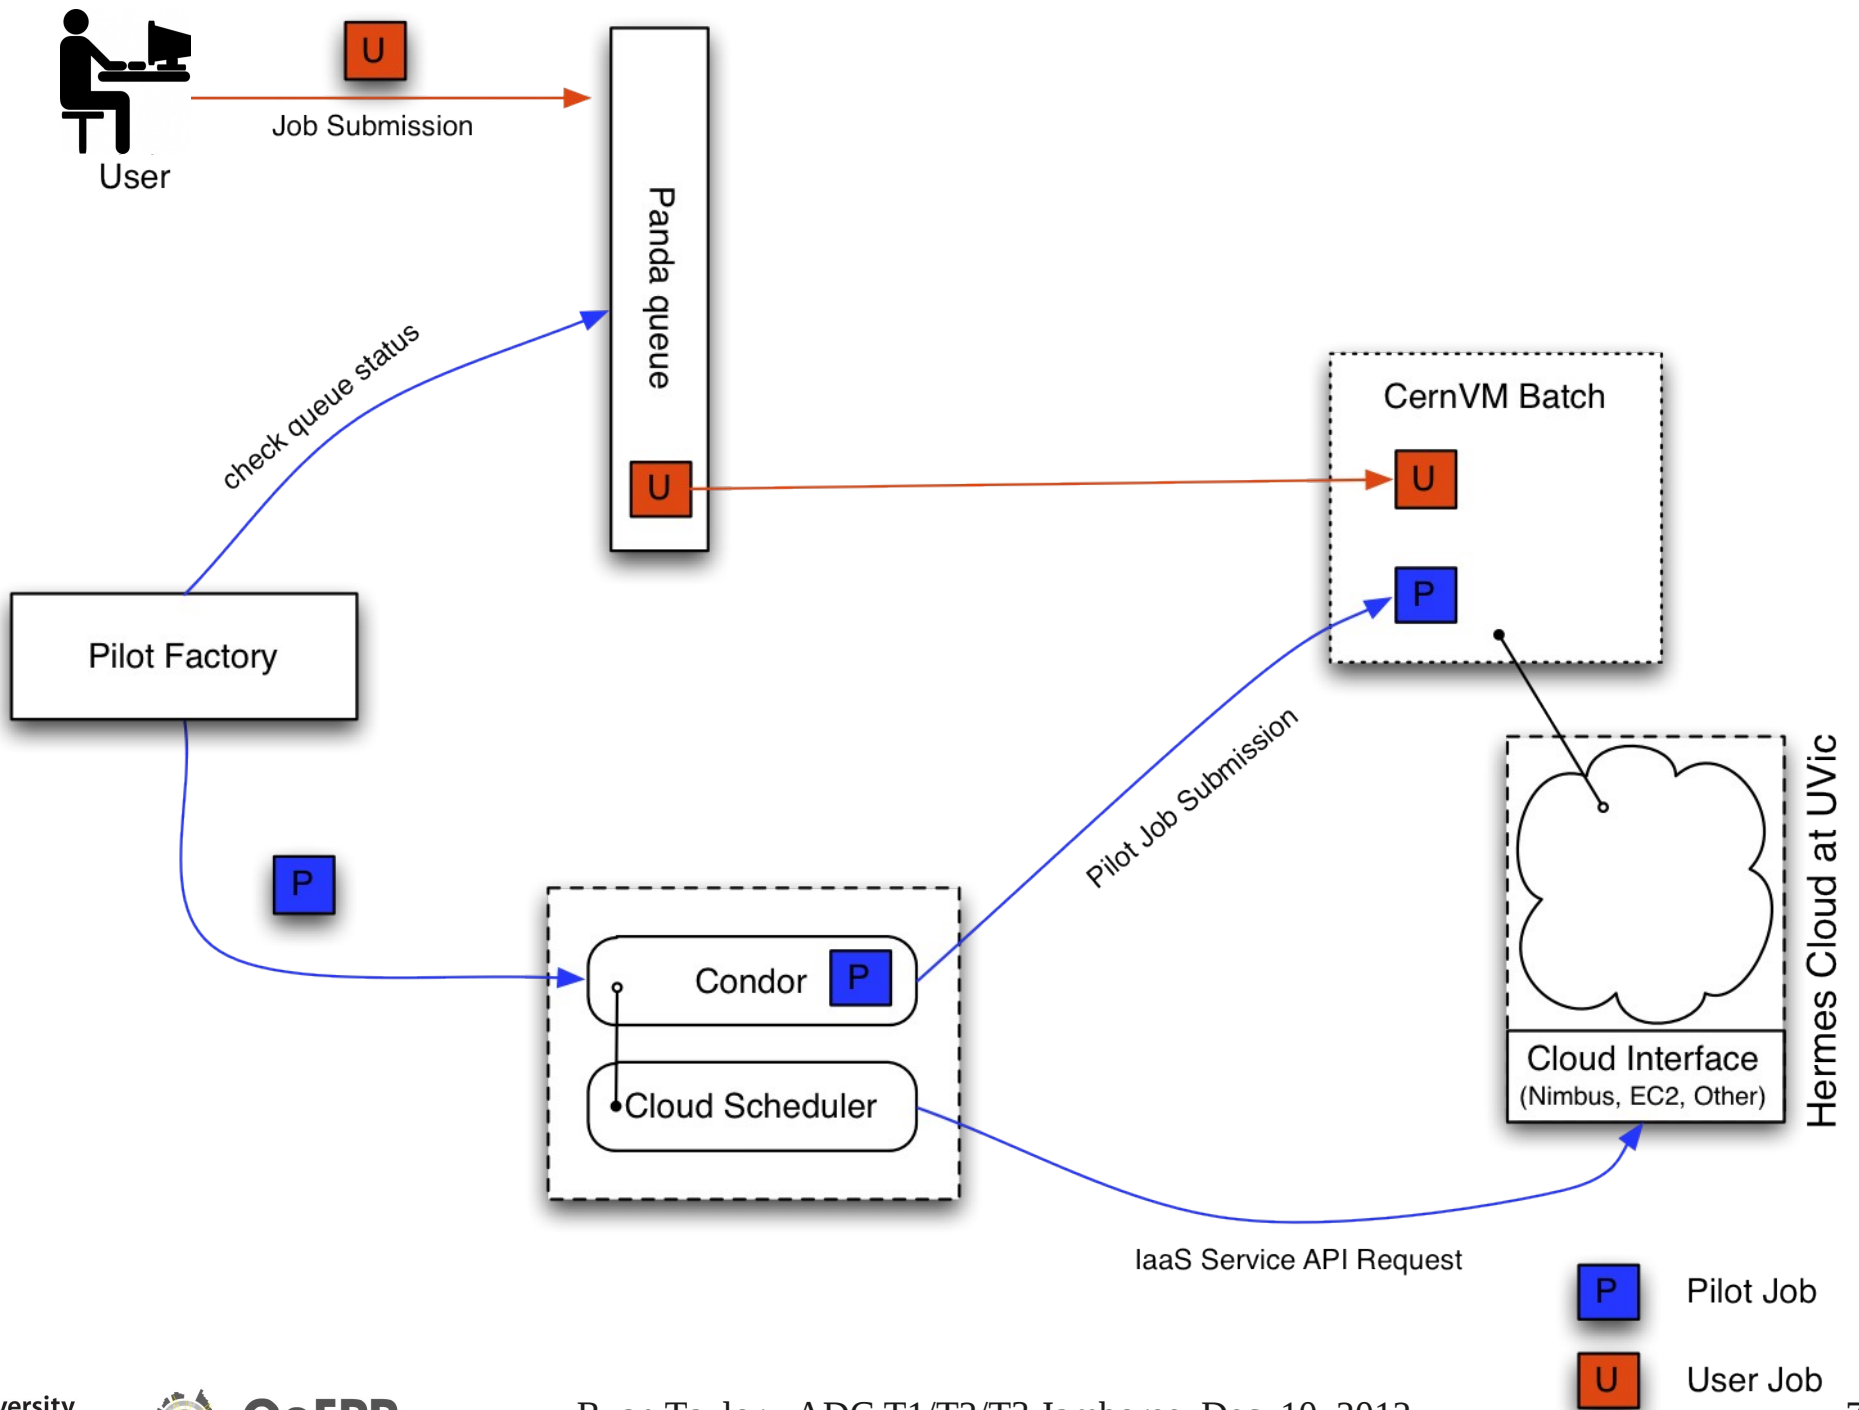 U
Job Submission
User
Panda queue
check queue status
CernVM Batch
U
U
P
Pilot Factory
Pilot Job Submission
Hermes Cloud at UVic
P
Condor
P
Cloud Scheduler
Cloud Interface
(Nimbus, EC2, Other)
IaaS Service API Request
P
Pilot Job
U
User Job